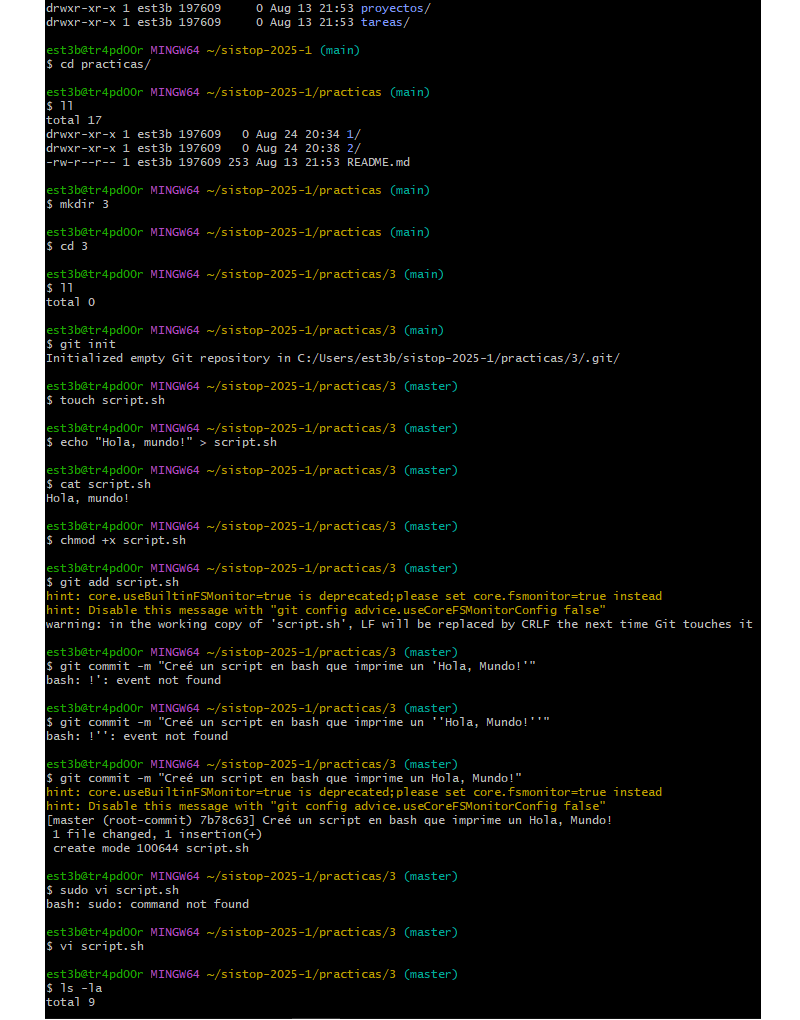 drwxr-xr-x 1 est3b 197609     0 Aug 13 21:53 proyectos/
drwxr-xr-x 1 est3b 197609     0 Aug 13 21:53 tareas/
est3b@tr4pd00r MINGW64 ~/sistop-2025-1 (main)
$ cd practicas/
est3b@tr4pd00r MINGW64 ~/sistop-2025-1/practicas (main)
$ ll
total 17
drwxr-xr-x 1 est3b 197609   0 Aug 24 20:34 1/
drwxr-xr-x 1 est3b 197609   0 Aug 24 20:38 2/
-rw-r--r-- 1 est3b 197609 253 Aug 13 21:53 README.md
est3b@tr4pd00r MINGW64 ~/sistop-2025-1/practicas (main)
$ mkdir 3
est3b@tr4pd00r MINGW64 ~/sistop-2025-1/practicas (main)
$ cd 3
est3b@tr4pd00r MINGW64 ~/sistop-2025-1/practicas/3 (main)
$ ll
total 0
est3b@tr4pd00r MINGW64 ~/sistop-2025-1/practicas/3 (main)
$ git init
Initialized empty Git repository in C:/Users/est3b/sistop-2025-1/practicas/3/.git/
est3b@tr4pd00r MINGW64 ~/sistop-2025-1/practicas/3 (master)
$ touch script.sh
est3b@tr4pd00r MINGW64 ~/sistop-2025-1/practicas/3 (master)
$ echo "Hola, mundo!" > script.sh
est3b@tr4pd00r MINGW64 ~/sistop-2025-1/practicas/3 (master)
$ cat script.sh
Hola, mundo!
est3b@tr4pd00r MINGW64 ~/sistop-2025-1/practicas/3 (master)
$ chmod +x script.sh
est3b@tr4pd00r MINGW64 ~/sistop-2025-1/practicas/3 (master)
$ git add script.sh
hint: core.useBuiltinFSMonitor=true is deprecated;please set core.fsmonitor=true instead
hint: Disable this message with "git config advice.useCoreFSMonitorConfig false"
warning: in the working copy of 'script.sh', LF will be replaced by CRLF the next time Git touches it
est3b@tr4pd00r MINGW64 ~/sistop-2025-1/practicas/3 (master)
$ git commit -m "Creé un script en bash que imprime un 'Hola, Mundo!'"
bash: !': event not found
est3b@tr4pd00r MINGW64 ~/sistop-2025-1/practicas/3 (master)
$ git commit -m "Creé un script en bash que imprime un ''Hola, Mundo!''"
bash: !'': event not found
est3b@tr4pd00r MINGW64 ~/sistop-2025-1/practicas/3 (master)
$ git commit -m "Creé un script en bash que imprime un Hola, Mundo!"
hint: core.useBuiltinFSMonitor=true is deprecated;please set core.fsmonitor=true instead
hint: Disable this message with "git config advice.useCoreFSMonitorConfig false"
[master (root-commit) 7b78c63] Creé un script en bash que imprime un Hola, Mundo!
 1 file changed, 1 insertion(+)
 create mode 100644 script.sh
est3b@tr4pd00r MINGW64 ~/sistop-2025-1/practicas/3 (master)
$ sudo vi script.sh
bash: sudo: command not found
est3b@tr4pd00r MINGW64 ~/sistop-2025-1/practicas/3 (master)
$ vi script.sh
est3b@tr4pd00r MINGW64 ~/sistop-2025-1/practicas/3 (master)
$ ls -la
total 9